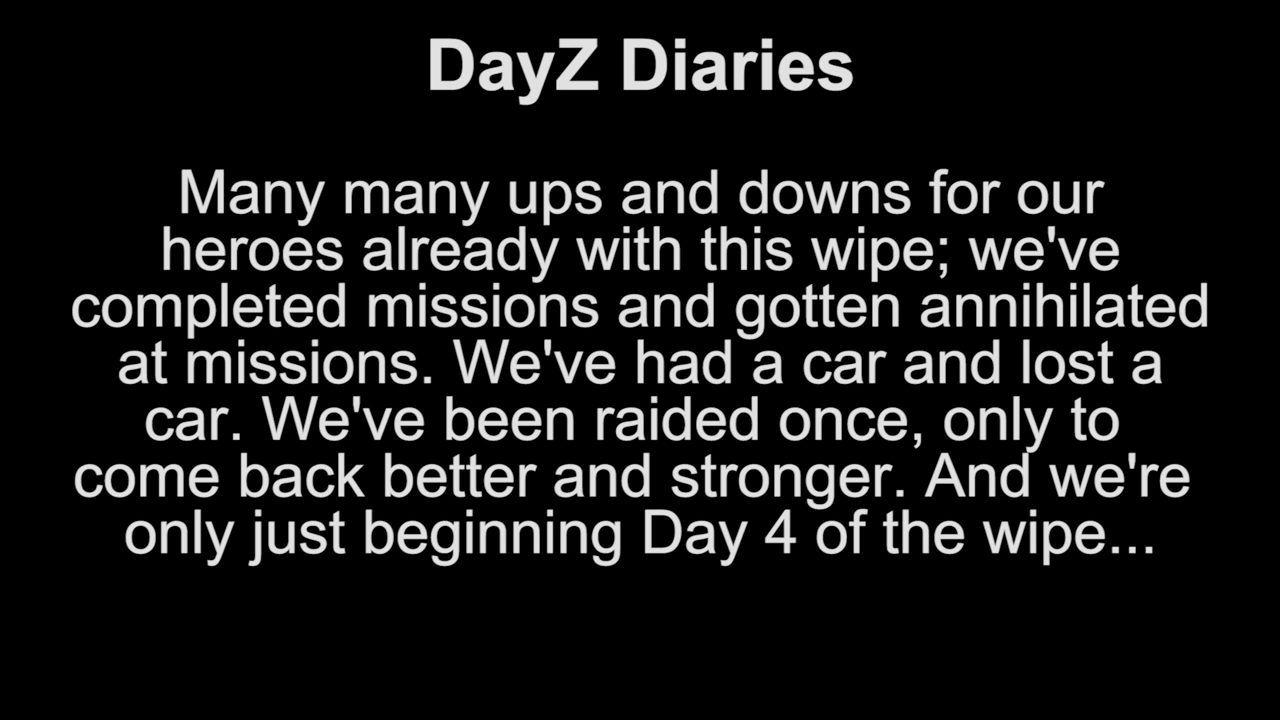 DayZ Diaries
Many many ups and downs for our
heroes already with this wipe; we've
completed missions and gotten annihilated
at missions. We've had a car and lost a
car. We've been raided once, only to
come back better and stronger. And we're
only just beginning Day 4 of the wipe...